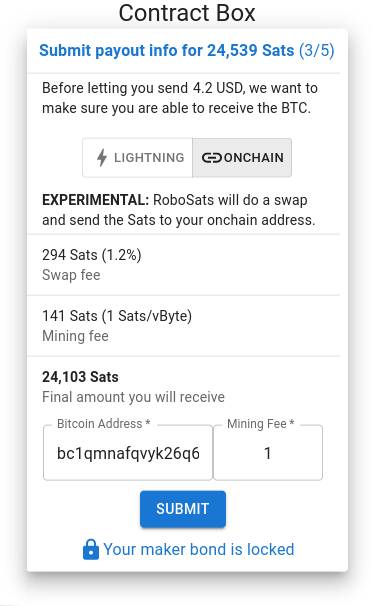 Contract Box
Submit payout info for 24,539 Sats (3/5)
Before letting you send 4.2 USD, we want to
make sure you are able to receive the BTC.
LIGHTNING ONCHAIN
EXPERIMENTAL: RoboSats will do a swap
and send the Sats to your onchain address.
294 Sats (1.2%)
Swap fee
141 Sats (1 Sats/vByte)
Mining fee
24,103 Sats
Final amount you will receive
Bitcoin Address * Mining Fee *
bc1qmnafqvyk26q6 1
SUBMIT
Your maker bond is locked